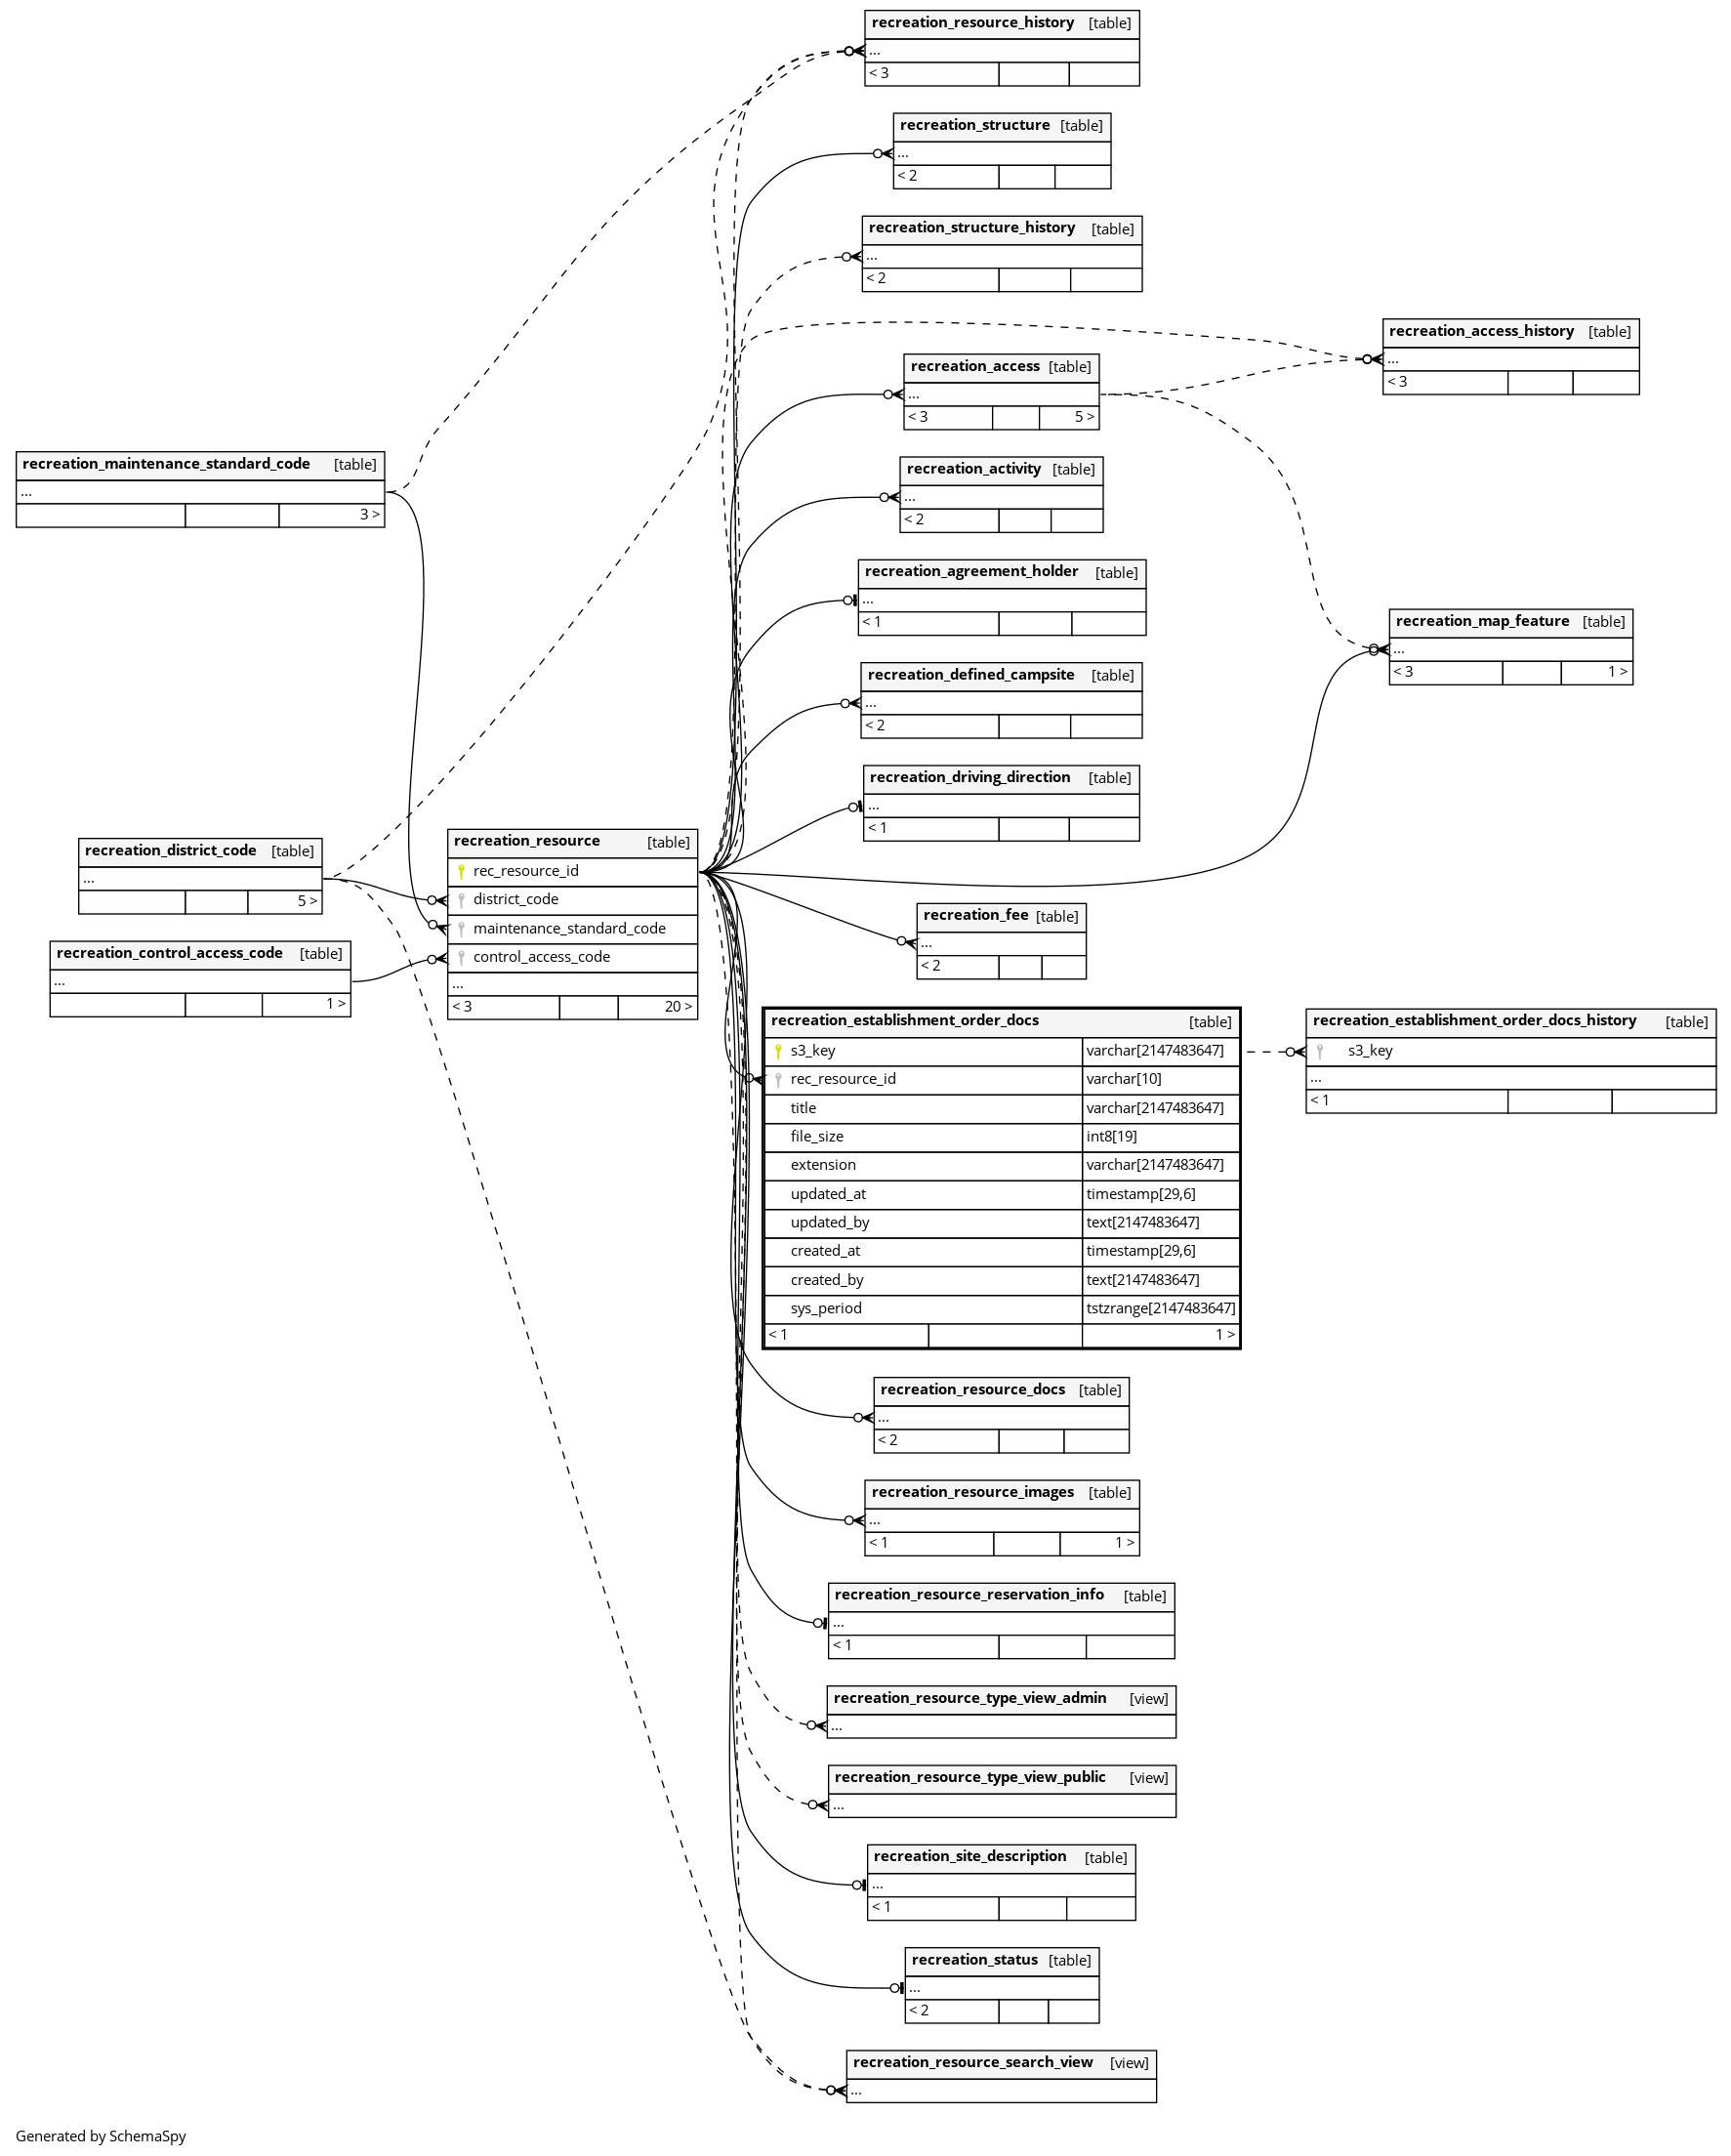 recreation_resource_history [table]
...
< 3
recreation_structure [table]
...
< 2
recreation_structure_history [table]
...
< 2
recreation_access_history [table]
...
< 3
recreation_access [table]
...
< 3 5 >
recreation_maintenance_standard_code [table]
...
3 >
recreation_activity [table]
...
< 2
recreation_agreement_holder [table]
...
< 1
recreation_map_feature [table]
...
< 3 1 >
recreation_defined_campsite [table]
...
< 2
recreation_driving_direction [table]
...
< 1
recreation_district_code [table]
...
5 >
recreation_control_access_code [table]
...
1 >
recreation_resource [table]
rec_resource_id
district_code
maintenance_standard_code
control_access_code
...
< 3 20 >
recreation_fee [table]
...
< 2
recreation_establishment_order_docs [table]
s3_key varchar[2147483647]
rec_resource_id varchar[10]
title varchar[2147483647]
file_size int8[19]
extension varchar[2147483647]
updated_at timestamp[29,6]
updated_by text[2147483647]
created_at timestamp[29,6]
created_by text[2147483647]
sys_period tstzrange[2147483647]
< 1 1 >
recreation_establishment_order_docs_history [table]
s3_key
...
< 1
recreation_resource_docs [table]
...
< 2
recreation_resource_images [table]
...
< 1 1 >
recreation_resource_reservation_info [table]
...
< 1
recreation_resource_type_view_admin [view]
...
recreation_resource_type_view_public [view]
...
recreation_site_description [table]
...
< 1
recreation_status [table]
...
< 2
recreation_resource_search_view [view]
...
Generated by SchemaSpy